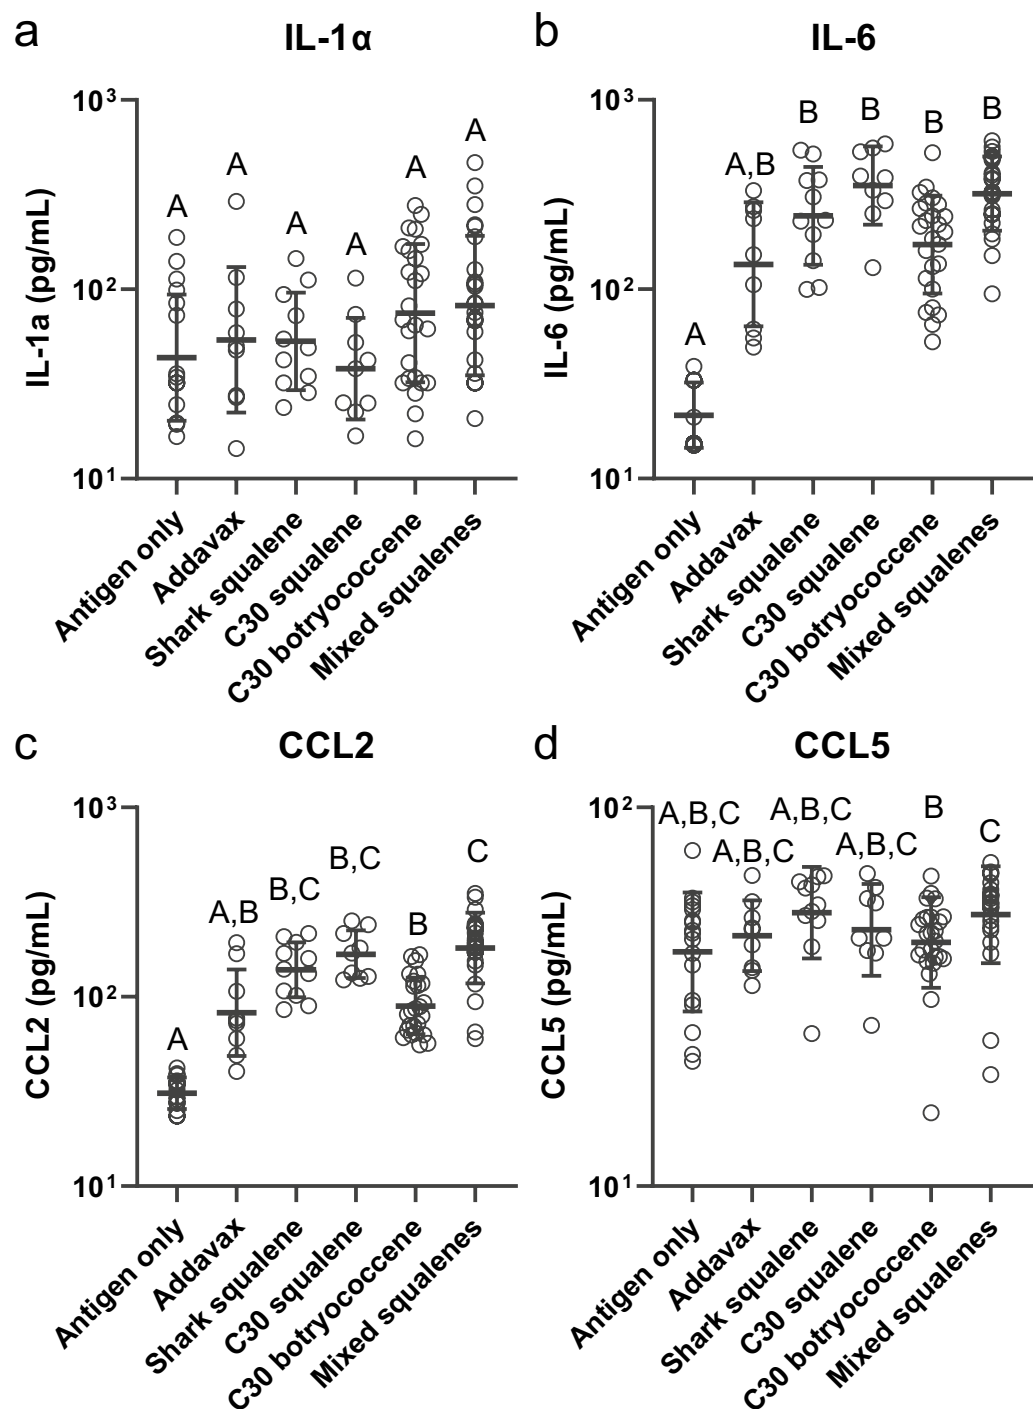 a
IL-1α
IL-1a (pg/mL)
10³
10²
10¹
A
A
A
A
A
A
Antigen only
Addavax
Shark squalene
C30 squalene
C30 botryococcene
Mixed squalenes
b
IL-6
IL-6 (pg/mL)
10³
10²
10¹
A
A,B
B
B
B
B
Antigen only
Addavax
Shark squalene
C30 squalene
C30 botryococcene
Mixed squalenes
c
CCL2
CCL2 (pg/mL)
10³
10²
10¹
A
A,B
B,C
B,C
B
C
Antigen only
Addavax
Shark squalene
C30 squalene
C30 botryococcene
Mixed squalenes
d
CCL5
CCL5 (pg/mL)
10²
10¹
A,B,C
A,B,C
A,B,C
A,B,C
B
C
Antigen only
Addavax
Shark squalene
C30 squalene
C30 botryococcene
Mixed squalenes